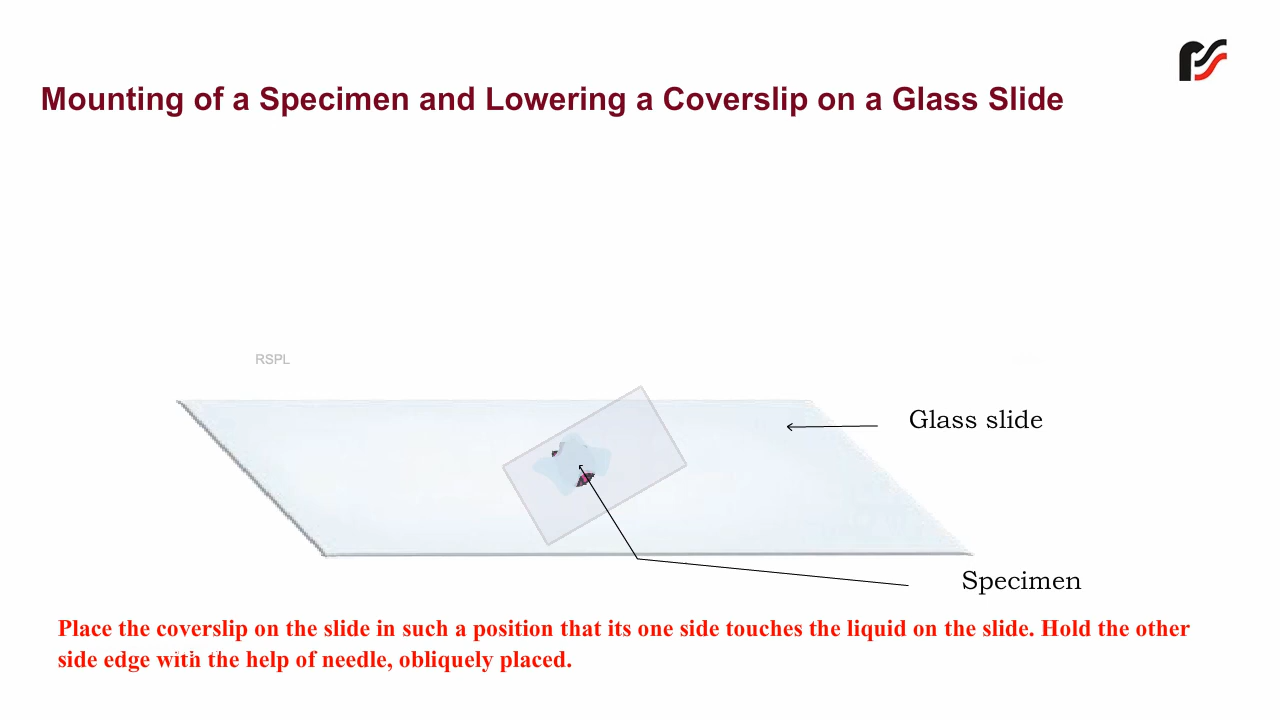 Mounting of a Specimen and Lowering a Coverslip on a Glass Slide
RSPL
Glass slide
Specimen
Place the coverslip on the slide in such a position that its one side touches the liquid on the slide. Hold the other
side edge with the help of needle, obliquely placed.